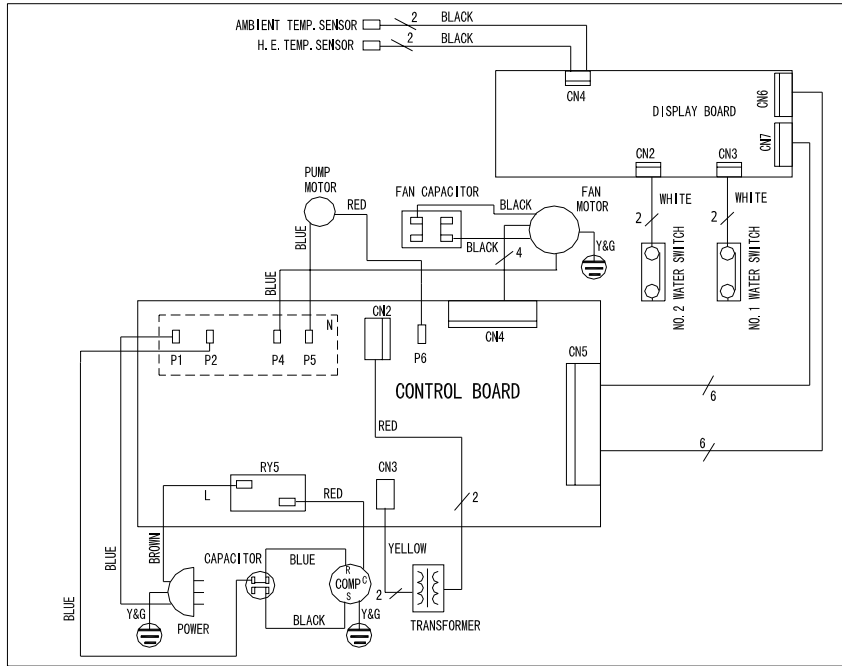 AMBIENT TEMP. SENSOR
2
BLACK
H. E. TEMP. SENSOR
2
BLACK
CN4
DISPLAY BOARD
CN6
CN7
CN2
CN3
WHITE
WHITE
2
2
NO. 2 WATER SWITCH
NO. 1 WATER SWITCH
PUMP
MOTOR
RED
FAN CAPACITOR
BLACK
FAN
MOTOR
BLUE
BLACK
4
Y&G
BLUE
N
P1
P2
P4
P5
CN2
P6
CN4
CN5
CONTROL BOARD
6
6
RED
RY5
L
RED
CN3
2
BLUE
BLUE
BROWN
CAPACITOR
BLUE
R
COMP
C
S
YELLOW
2
Y&G
POWER
BLACK
Y&G
TRANSFORMER